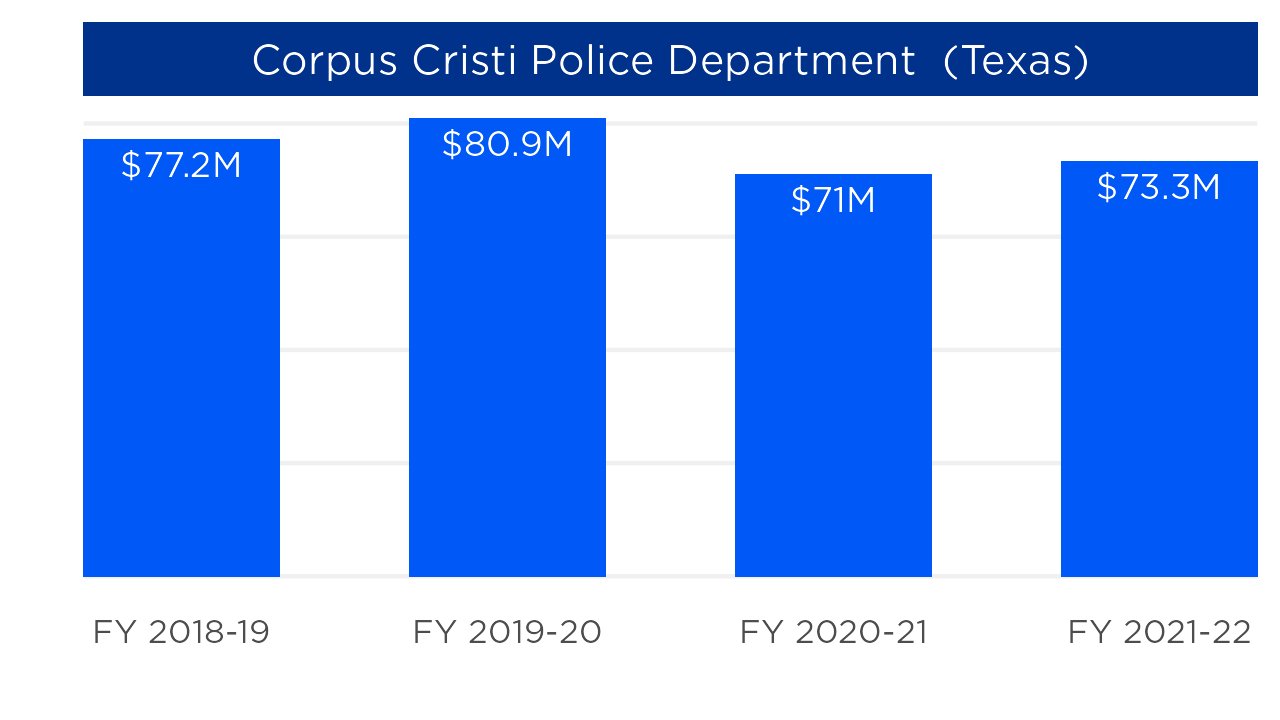 Corpus Cristi Police Department (Texas)
$77.2M
$80.9M
$71M
$73.3M
FY 2018-19
FY 2019-20
FY 2020-21
FY 2021-22